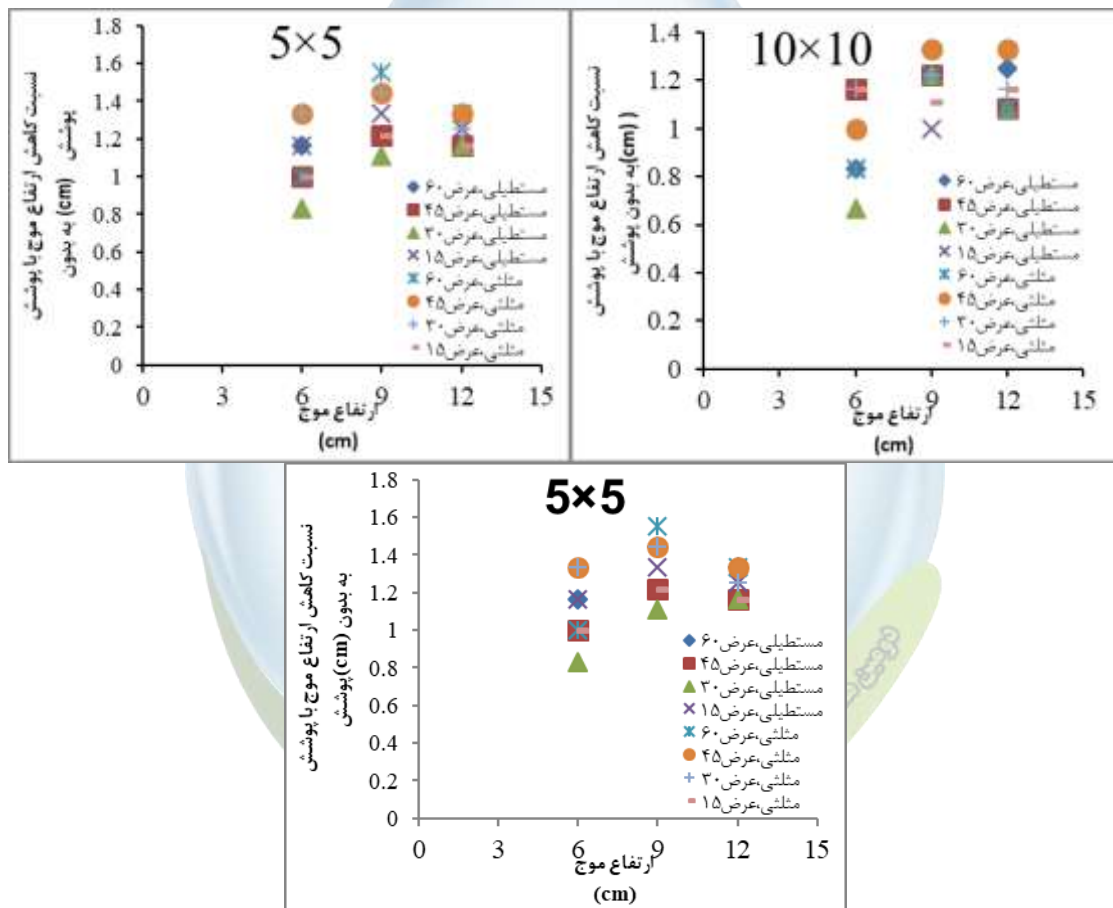 5×5
نسبت کاهش ارتفاع موج با پوشش
(cm) به بدون پوشش
1.8
1.6
1.4
1.2
1
0.8
0.6
0.4
0.2
0
مستطیلی،عرض۶۰
مستطیلی،عرض۴۵
مستطیلی،عرض۳۰
مستطیلی،عرض۱۵
مثلثی،عرض۶۰
مثلثی،عرض۴۵
مثلثی،عرض۳۰
مثلثی،عرض۱۵
0 3 6 9 12 15
ارتفاع موج
(cm)
10×10
نسبت کاهش ارتفاع موج با پوشش
(cm) به بدون پوشش)
1.4
1.2
1
0.8
0.6
0.4
0.2
0
مستطیلی،عرض۶۰
مستطیلی،عرض۴۵
مستطیلی،عرض۳۰
مستطیلی،عرض۱۵
مثلثی،عرض۶۰
مثلثی،عرض۴۵
مثلثی،عرض۳۰
مثلثی،عرض۱۵
0 3 6 9 12 15
ارتفاع موج
(cm)
5×5
نسبت کاهش ارتفاع موج با پوشش
به بدون (cm) پوشش
1.8
1.6
1.4
1.2
1
0.8
0.6
0.4
0.2
0
مستطیلی،عرض۶۰
مستطیلی،عرض۴۵
مستطیلی،عرض۳۰
مستطیلی،عرض۱۵
مثلثی،عرض۶۰
مثلثی،عرض۴۵
مثلثی،عرض۳۰
مثلثی،عرض۱۵
0 3 6 9 12 15
ارتفاع موج
(cm)
دومین